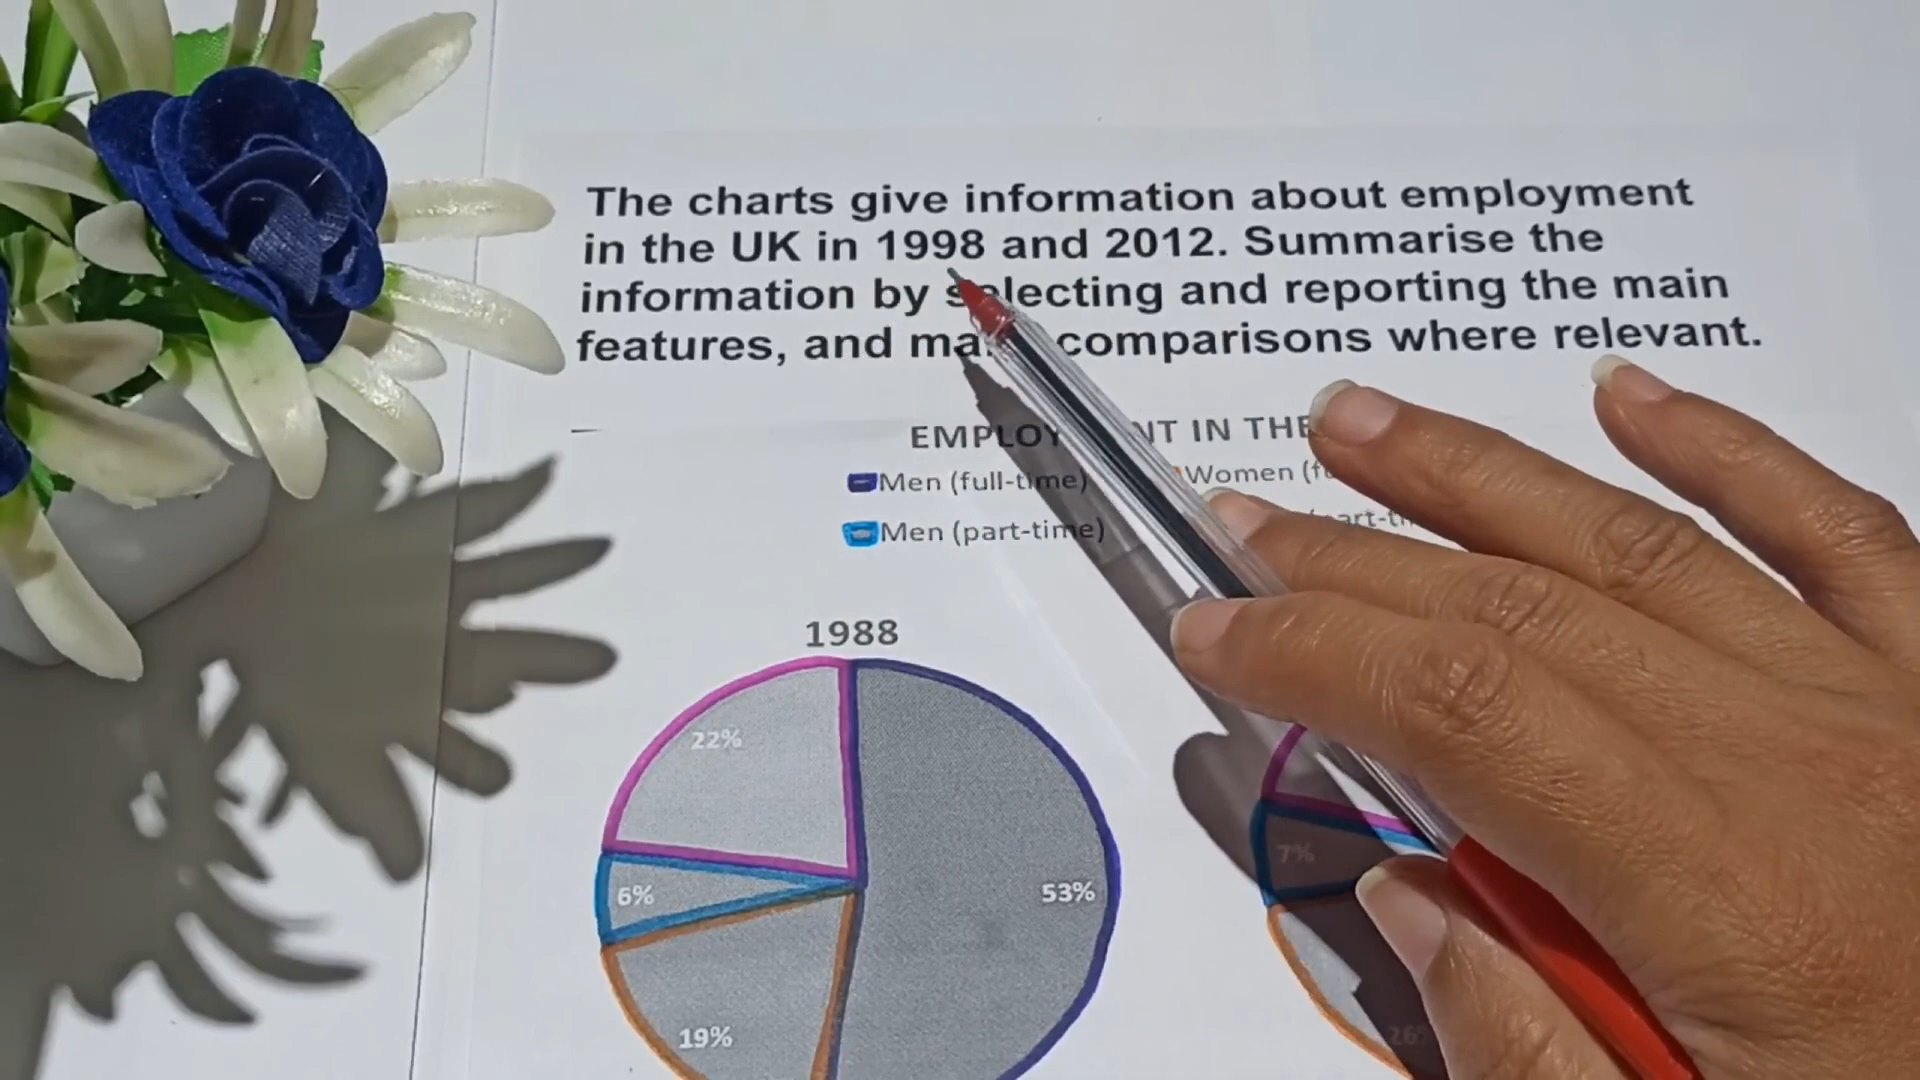 The charts give information about employment
in the UK in 1998 and 2012. Summarise the
information by selecting and reporting the main
features, and comparisons where relevant.
IN THE
Men (full-time)
Women
Men (part-time)
1988
22%
6%
53%
19%
7%